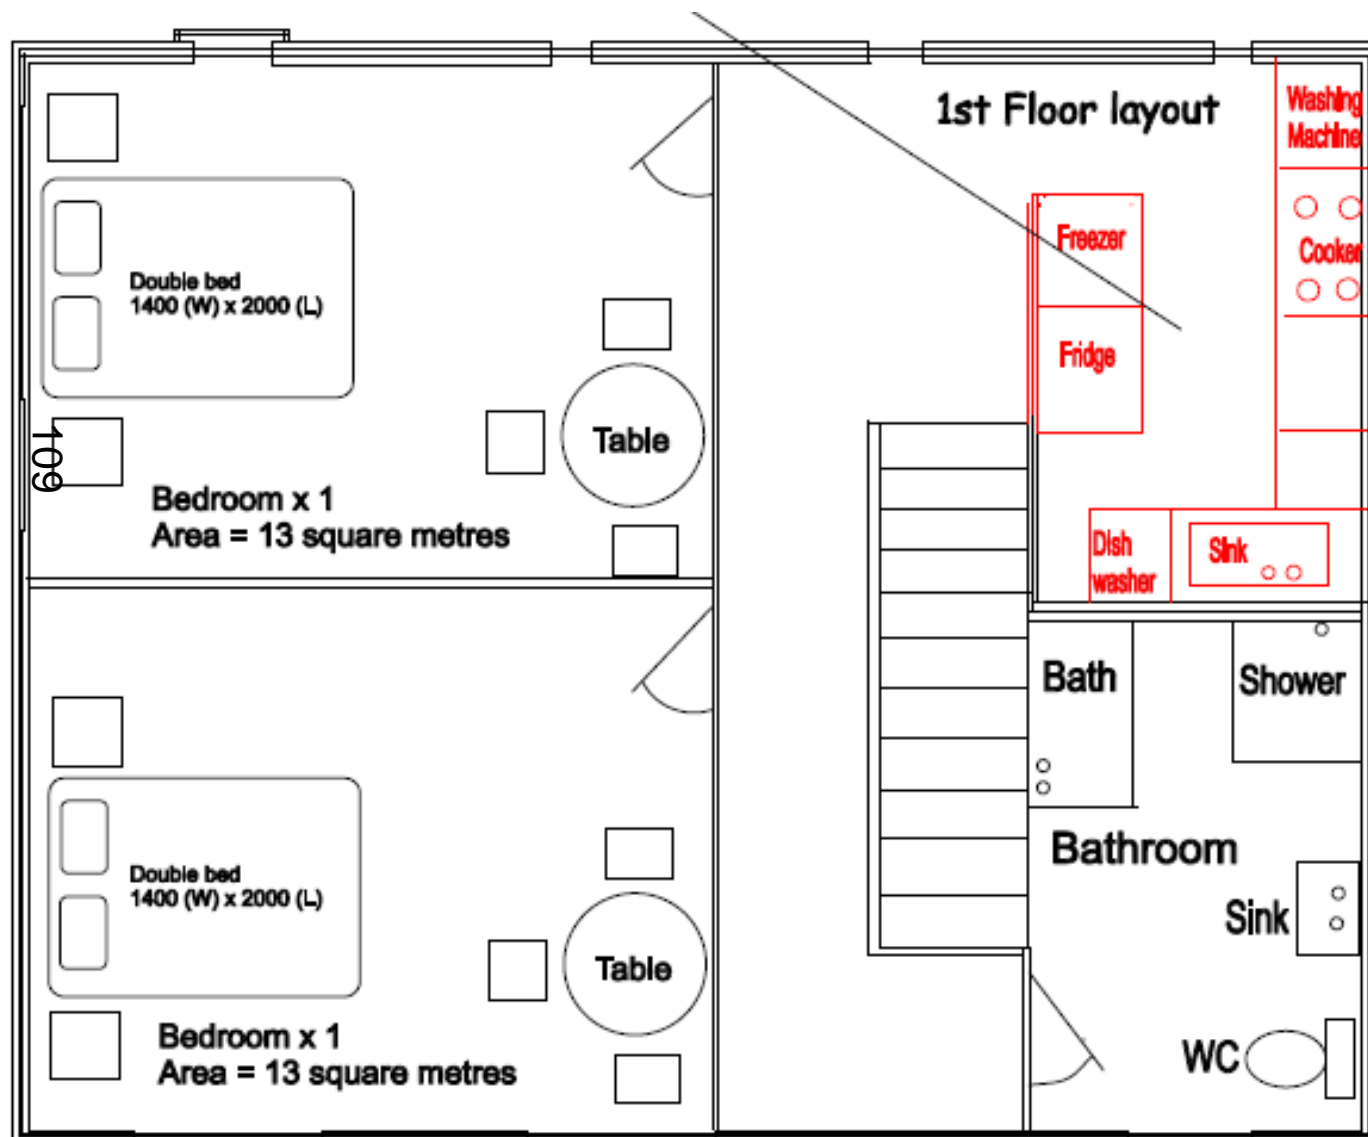 1st Floor layout
Washing
Machine
Freezer
Cooker
Fridge
Double bed
1400 (W) x 2000 (L)
Table
109
Bedroom x 1
Area = 13 square metres
Dish
washer
Sink
Bath
Shower
Bathroom
Double bed
1400 (W) x 2000 (L)
Sink
Table
Bedroom x 1
Area = 13 square metres
WC